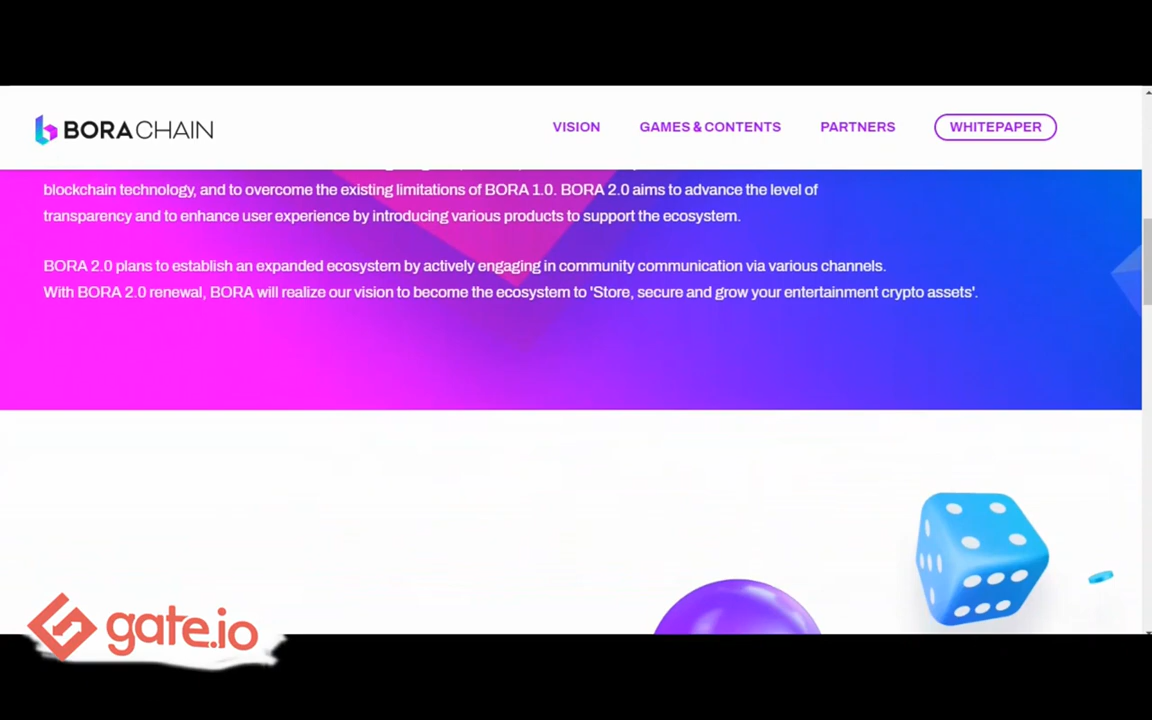 BORACHAIN
VISION
GAMES & CONTENTS
PARTNERS
WHITEPAPER
blockchain technology, and to overcome the existing limitations of BORA 1.0. BORA 2.0 aims to advance the level of
transparency and to enhance user experience by introducing various products to support the ecosystem.
BORA 2.0 plans to establish an expanded ecosystem by actively engaging in community communication via various channels.
With BORA 2.0 renewal, BORA will realize our vision to become the ecosystem to 'Store, secure and grow your entertainment crypto assets'.
gate.io